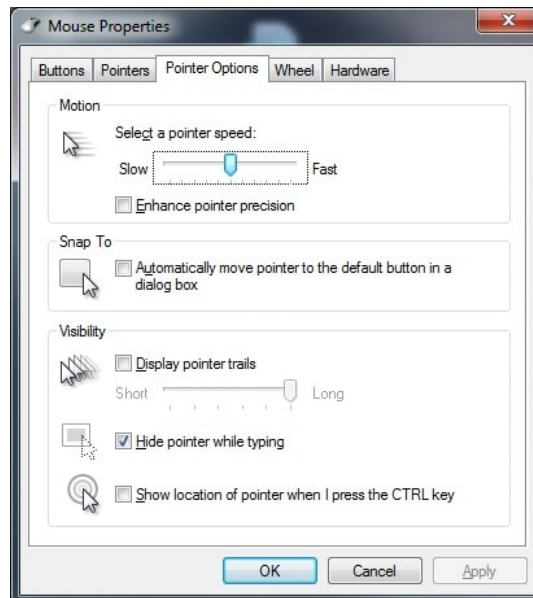 Mouse Properties
Buttons Pointers Pointer Options Wheel Hardware
Motion
Select a pointer speed:
Slow Fast
Enhance pointer precision
Snap To
Automatically move pointer to the default button in a
dialog box
Visibility
Display pointer trails
Short Long
Hide pointer while typing
Show location of pointer when I press the CTRL key
OK Cancel Apply